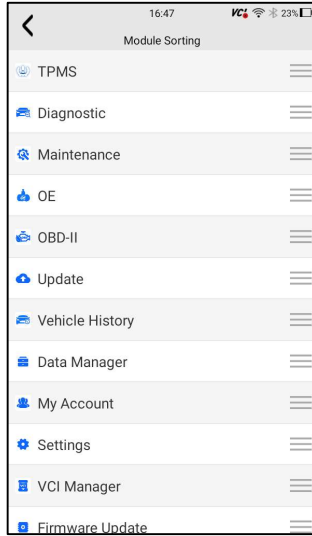 16:47
VCI
23%
Module Sorting
TPMS
Diagnostic
Maintenance
OE
OBD-II
Update
Vehicle History
Data Manager
My Account
Settings
VCI Manager
Firmware Update